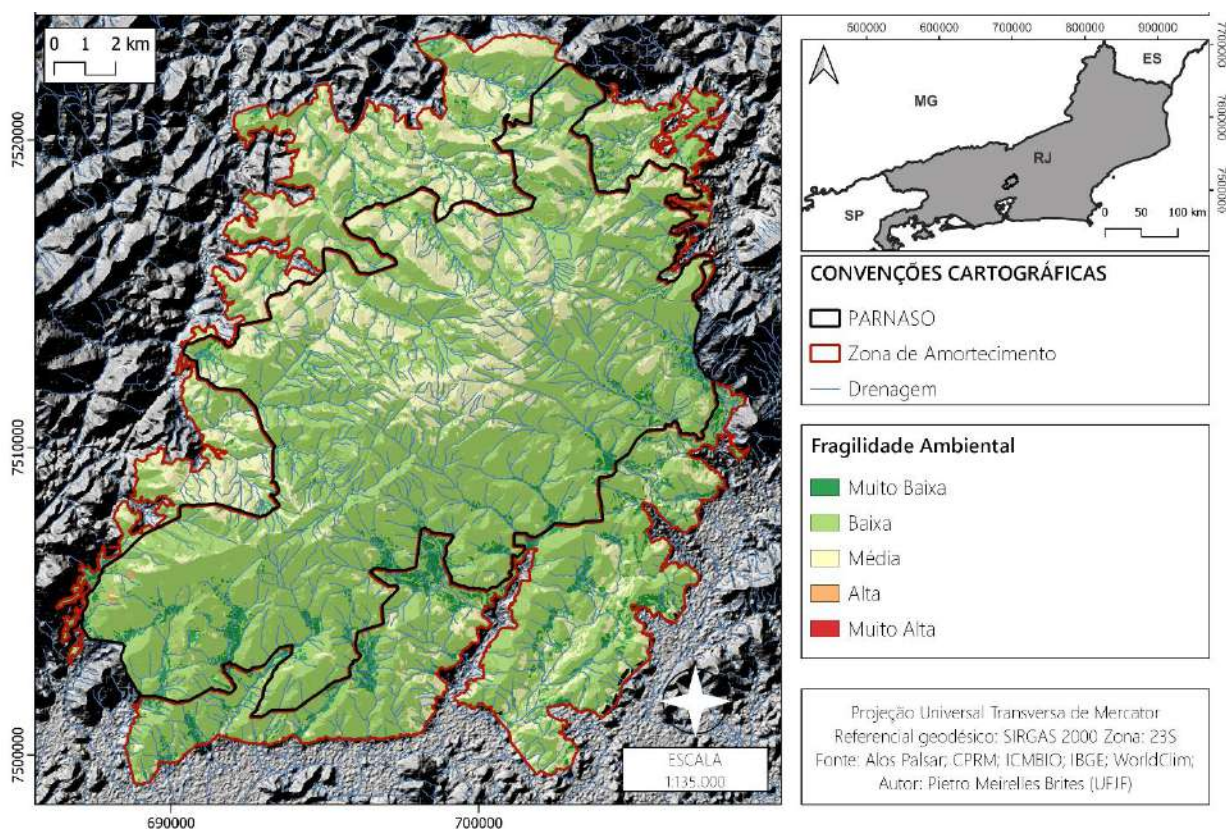 0 1 2 km
7520000
7510000
7500000
690000
700000
ESCALA
1:135.000
500000 600000 700000 800000 900000
7700000
7600000
7500000
ES
MG
RJ
SP
0 50 100 km
CONVENÇÕES CARTOGRÁFICAS
PARNASO
Zona de Amortecimento
Drenagem
Fragilidade Ambiental
Muito Baixa
Baixa
Média
Alta
Muito Alta
Projeção Universal Transversa de Mercator
Referencial geodésico: SIRGAS 2000 Zona: 23S
Fonte: Alos Palsar; CPRM; ICMBIO; IBGE; WorldClim;
Autor: Pietro Meirelles Brites (UFJF)